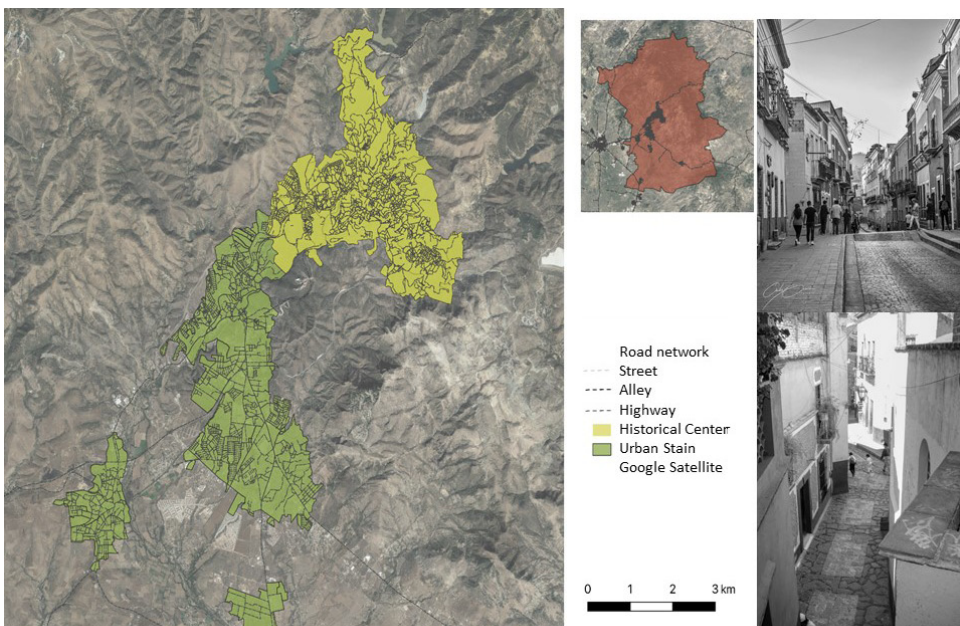 Road network
Street
Alley
Highway
Historical Center
Urban Stain
Google Satellite
0 1 2 3 km